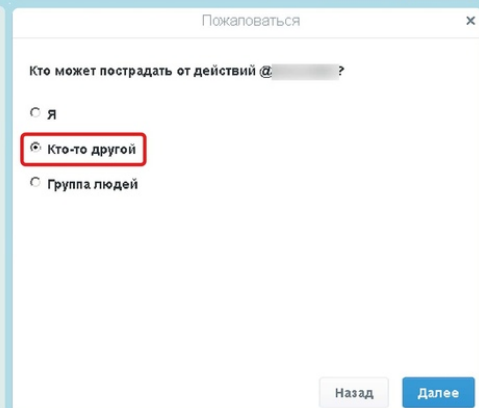 Пожаловаться ×
Кто может пострадать от действий @ ?
Я
Кто-то другой
Группа людей
Назад Далее